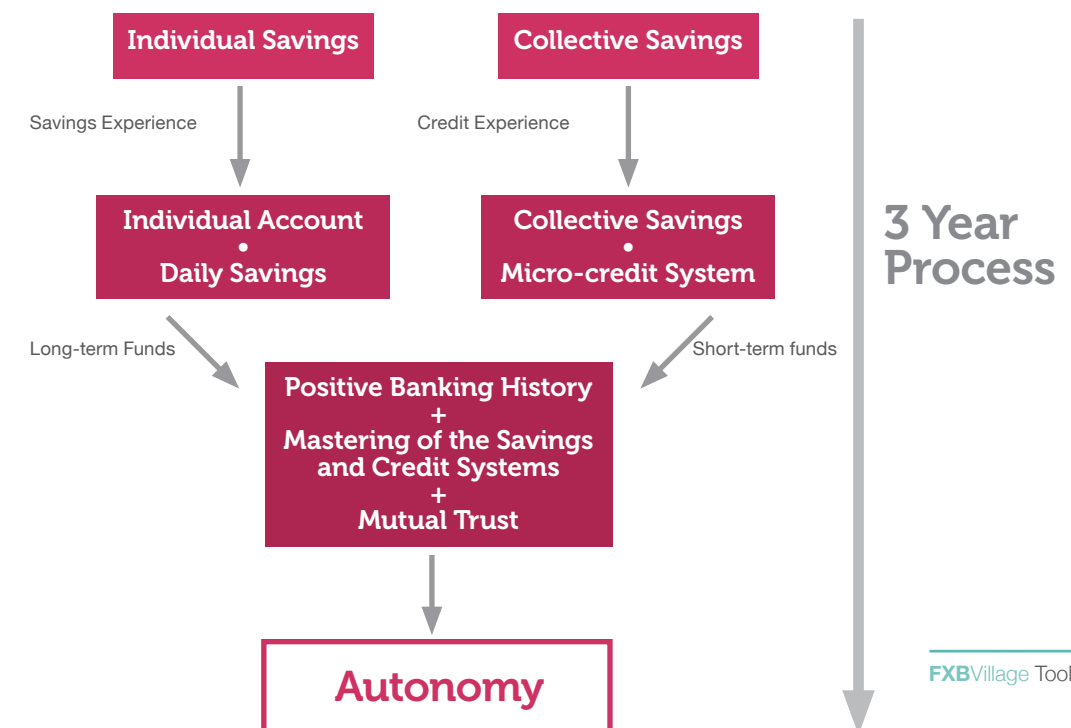 Individual Savings
Collective Savings
Savings Experience
Credit Experience
Individual Account
•
Daily Savings
Collective Savings
•
Micro-credit System
3 Year
Process
Long-term Funds
Short-term funds
Positive Banking History
+
Mastering of the Savings
and Credit Systems
+
Mutual Trust
Autonomy
FXBVillage Tool